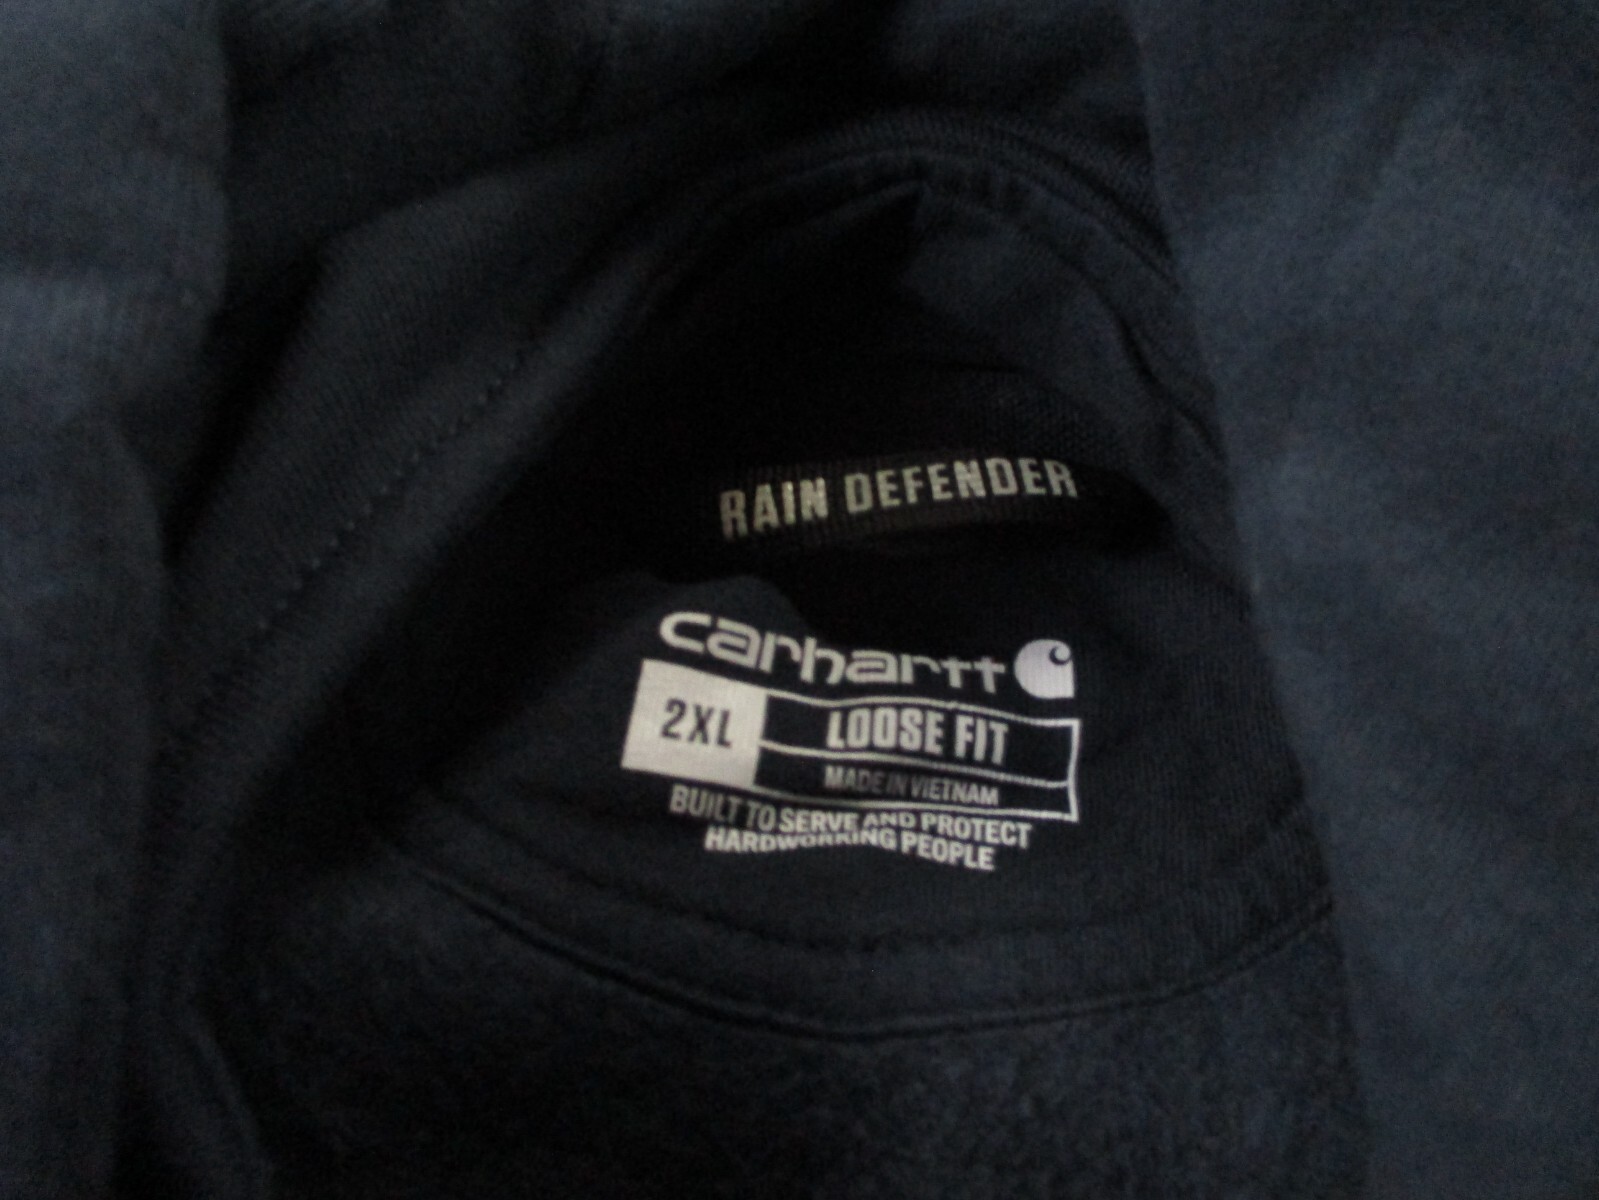 RAIN DEFENDER
carhartt
2XL LOOSE FIT
MADE IN VIETNAM
BUILT TO SERVE AND PROTECT
HARDWORKING PEOPLE